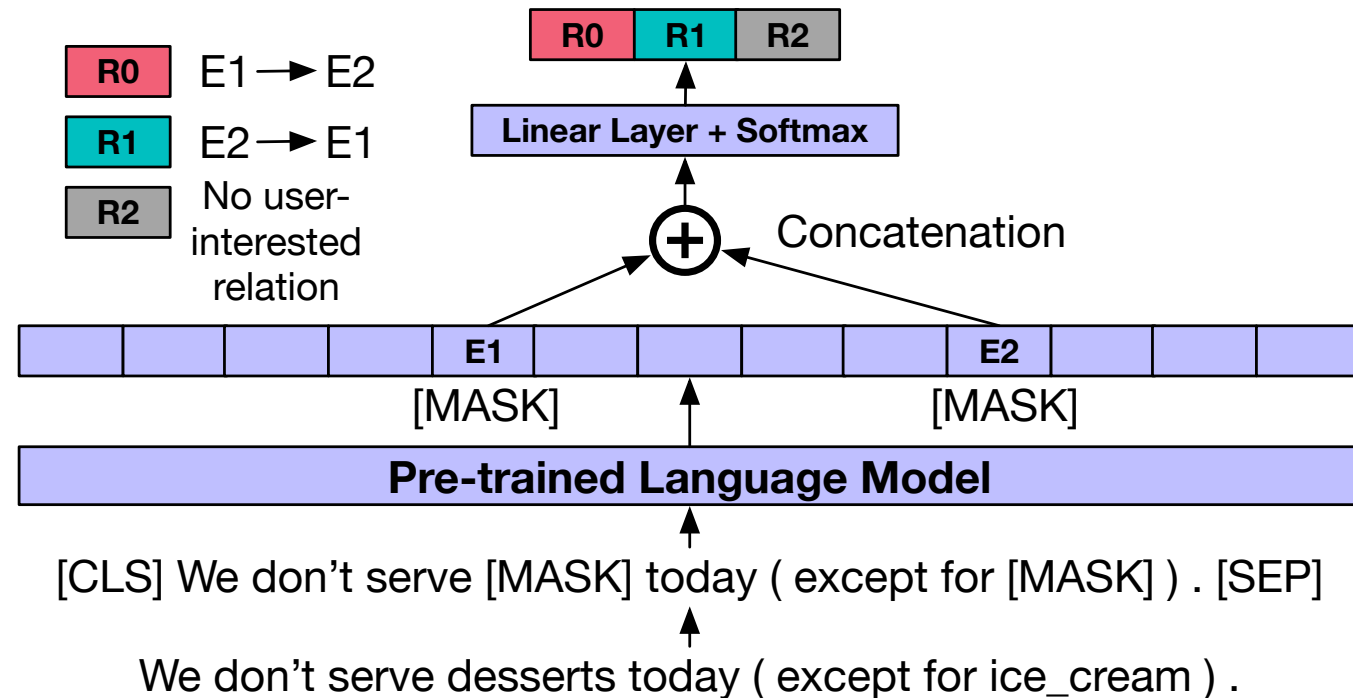 R0 R1 R2
R0 E1 → E2
Linear Layer + Softmax
R1 E2 → E1
R2 No user-
interested
relation
+ Concatenation
E1 E2
[MASK] [MASK]
Pre-trained Language Model
[CLS] We don’t serve [MASK] today ( except for [MASK] ) . [SEP]
We don’t serve desserts today ( except for ice_cream ) .